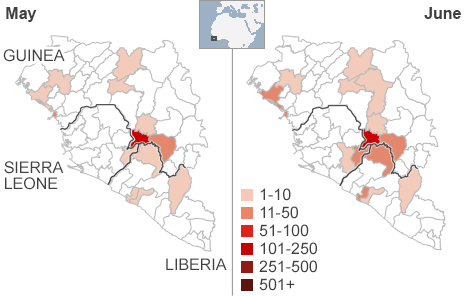 May
June
GUINEA
SIERRA
LEONE
LIBERIA
1-10
11-50
51-100
101-250
251-500
501+